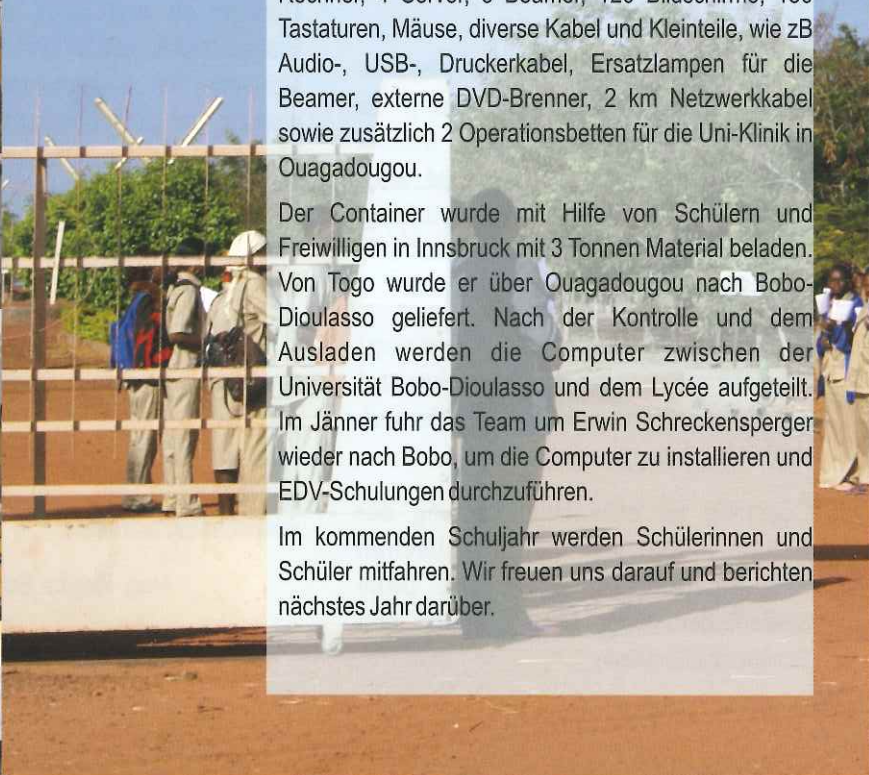 Tastaturen, Mäuse, diverse Kabel und Kleinteile, wie zB
Audio-, USB-, Druckerkabel, Ersatzlampen für die
Beamer, externe DVD-Brenner, 2 km Netzwerkkabel
sowie zusätzlich 2 Operationsbetten für die Uni-Klinik in
Ouagadougou.
Der Container wurde mit Hilfe von Schülern und
Freiwilligen in Innsbruck mit 3 Tonnen Material beladen.
Von Togo wurde er über Ouagadougou nach Bobo-
Dioulasso geliefert. Nach der Kontrolle und dem
Ausladen werden die Computer zwischen der
Universität Bobo-Dioulasso und dem Lycée aufgeteilt.
Im Jänner fuhr das Team um Erwin Schreckensperger
wieder nach Bobo, um die Computer zu installieren und
EDV-Schulungen durchzuführen.
Im kommenden Schuljahr werden Schülerinnen und
Schüler mitfahren. Wir freuen uns darauf und berichten
nächstes Jahr darüber.